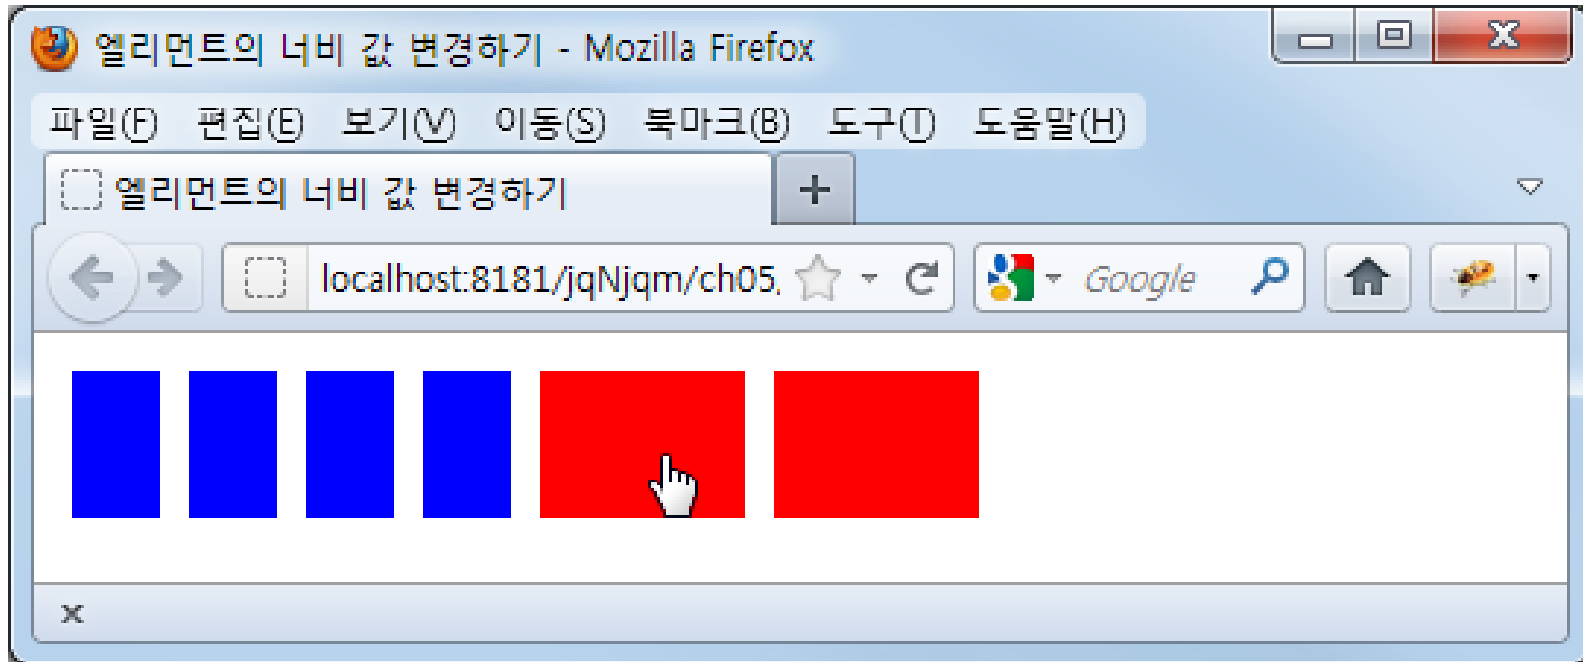 엘리먼트의 너비 값 변경하기 - Mozilla Firefox
파일(F) 편집(E) 보기(V) 이동(S) 북마크(B) 도구(T) 도움말(H)
엘리먼트의 너비 값 변경하기
localhost:8181/jqNjqm/ch05, Google